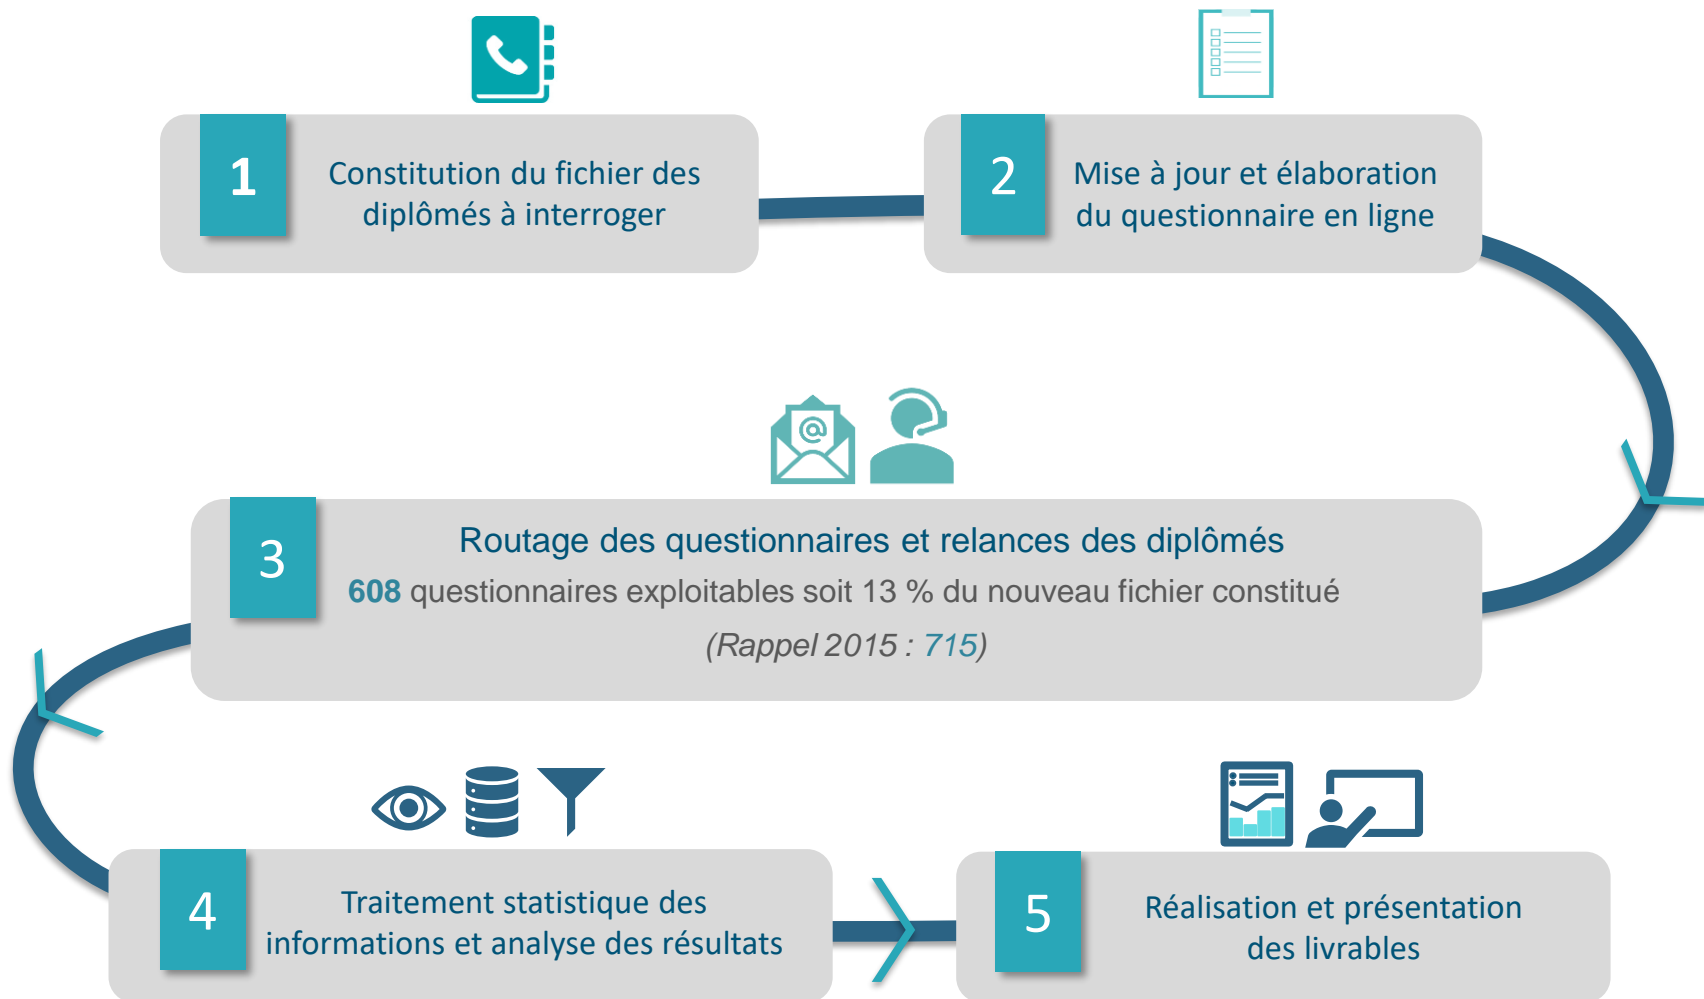 1
Constitution du fichier des
diplômés à interroger
2
Mise à jour et élaboration
du questionnaire en ligne
@
3
Routage des questionnaires et relances des diplômés
608 questionnaires exploitables soit 13 % du nouveau fichier constitué
(Rappel 2015 : 715)
4
Traitement statistique des
informations et analyse des résultats
5
Réalisation et présentation
des livrables